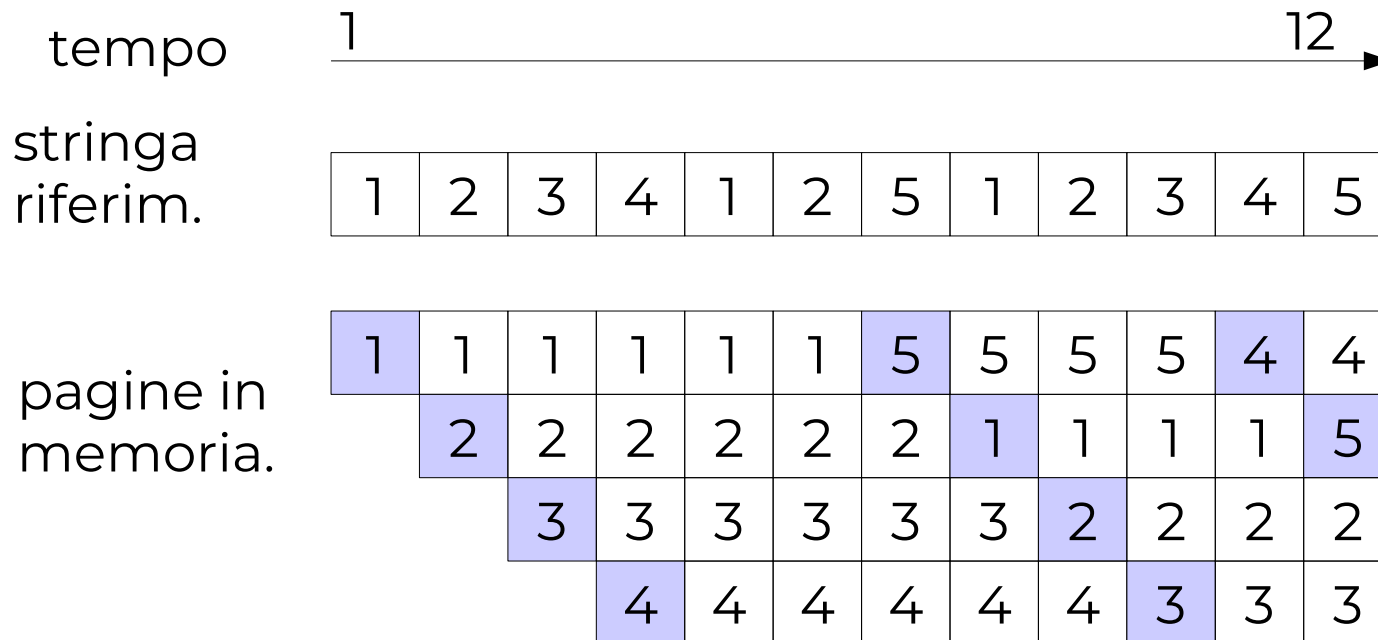 tempo 1 12
stringa
riferim.
1 2 3 4 1 2 5 1 2 3 4 5
pagine in
memoria.
1 1 1 1 1 1 5 5 5 5 4 4
2 2 2 2 2 2 1 1 1 1 5
3 3 3 3 3 3 2 2 2 2
4 4 4 4 4 4 3 3 3